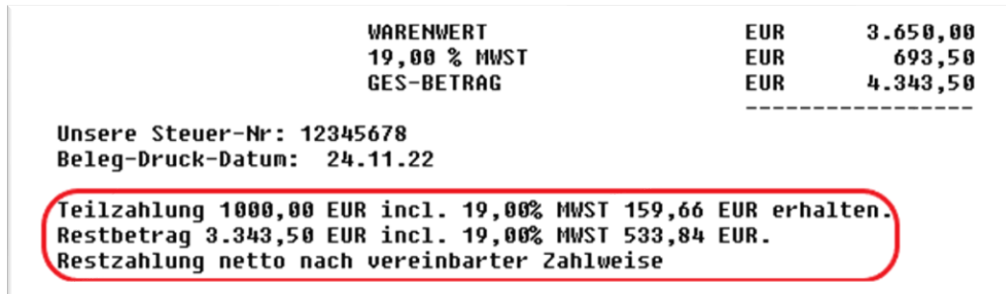 WARENWERT EUR 3.650,00
19,00 % MWST EUR 693,50
GES-BETRAG EUR 4.343,50
-----------------
Unsere Steuer-Nr: 12345678
Beleg-Druck-Datum: 24.11.22
Teilzahlung 1000,00 EUR incl. 19,00% MWST 159,66 EUR erhalten.
Restbetrag 3.343,50 EUR incl. 19,00% MWST 533,84 EUR.
Restzahlung netto nach vereinbarter Zahlweise